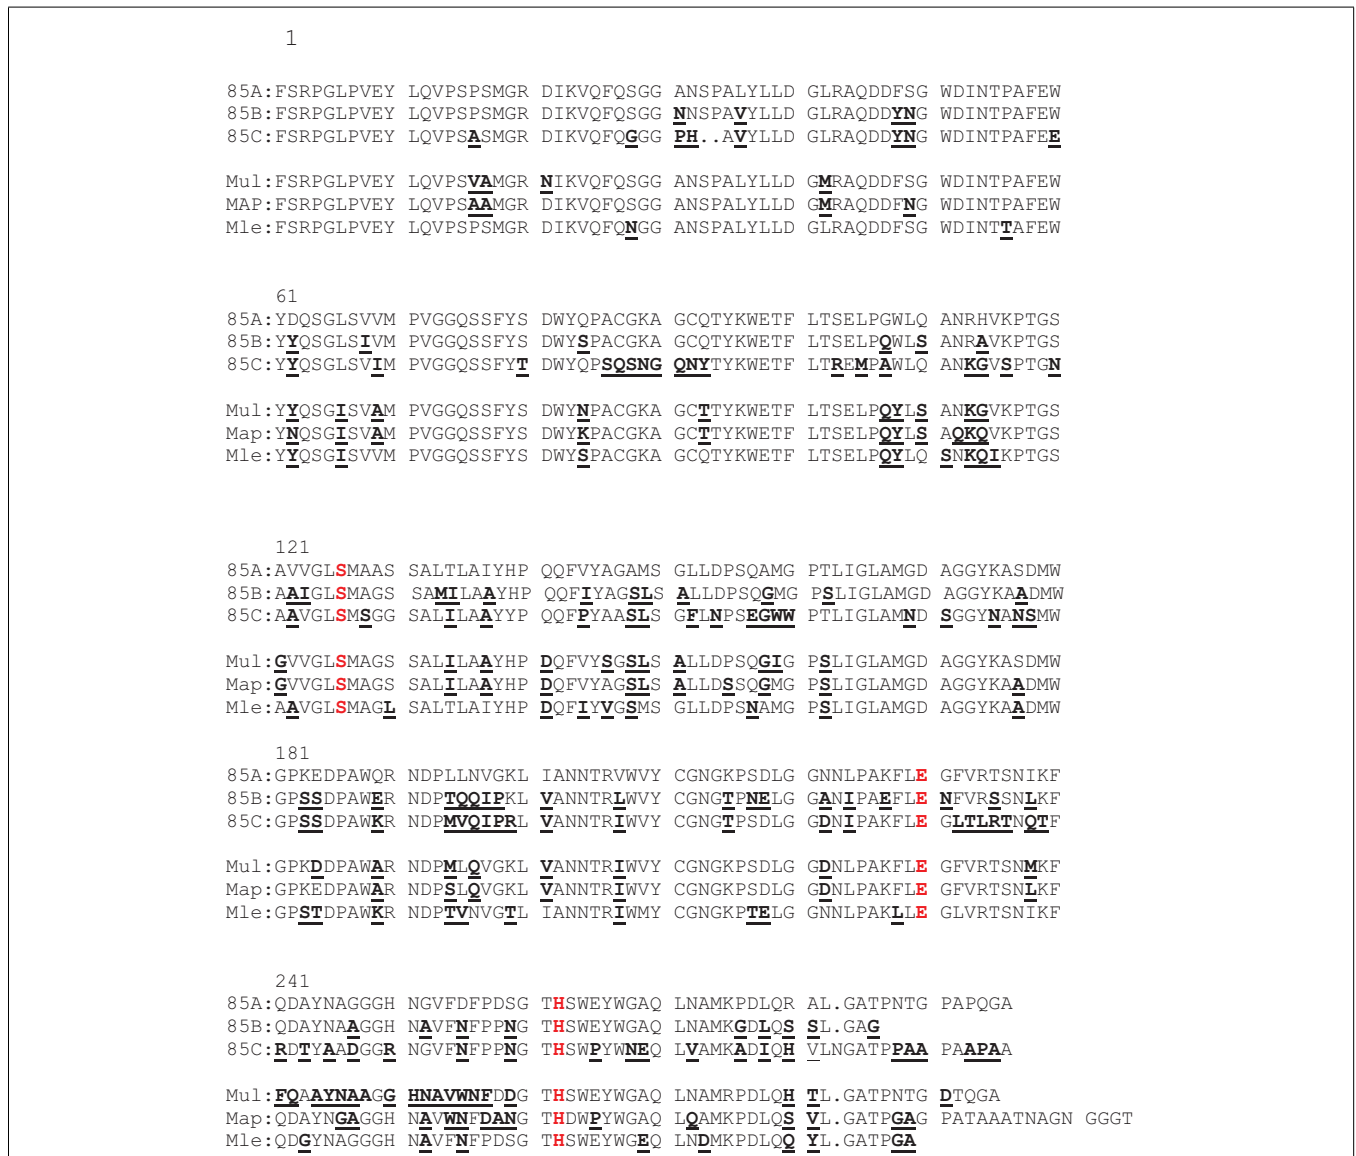 1
85A:FSRPGLPVEY LQVPSPSMGR DIKVQFQSGG ANSPALYLLD GLRAQDDFSG WDINTPAFEW
85B:FSRPGLPVEY LQVPSPSMGR DIKVQFQSGG NNSPAVYLLD GLRAQDDYNG WDINTPAFEW
85C:FSRPGLPVEY LQVPSASMGR DIKVQFQGGG PH..AVYLLD GLRAQDDYNG WDINTPAFEE
Mul:FSRPGLPVEY LQVPSVAMGR NIKVQFQSGG ANSPALYLLD GMRAQDDFSG WDINTPAFEW
MAP:FSRPGLPVEY LQVPSAAMGR DIKVQFQSGG ANSPALYLLD GMRAQDDFNG WDINTPAFEW
Mle:FSRPGLPVEY LQVPSPSMGR DIKVQFQNGG ANSPALYLLD GLRAQDDFSG WDINTTAFEW
61
85A:YDQSGLSVVM PVGGQSSFYS DWYQPACGKA GCQTYKWETF LTSELPGWLQ ANRHVKPTGS
85B:YYQSGLSIVM PVGGQSSFYS DWYSPACGKA GCQTYKWETF LTSELPQWLS ANRAVKPTGS
85C:YYQSGLSVIM PVGGQSSFYT DWYQPSQSNG QNYTYKWETF LTREMPAWLQ ANKGVSPTGN
Mul:YYQSGISVAM PVGGQSSFYS DWYNPACGKA GCTTYKWETF LTSELPQYLS ANKGVKPTGS
Map:YNQSGISVAM PVGGQSSFYS DWYKPACGKA GCTTYKWETF LTSELPQYLS AQKQVKPTGS
Mle:YYQSGISVVM PVGGQSSFYS DWYSPACGKA GCQTYKWETF LTSELPQYLQ SNKQIKPTGS
121
85A:AVVGLSMAAS SALTLAIYHP QQFVYAGAMS GLLDPSQAMG PTLIGLAMGD AGGYKASDMW
85B:AAIGLSMAGS SAMILAAYHP QQFIYAGSLS ALLDPSQGMG PSLIGLAMGD AGGYKAADMW
85C:AAVGLSMSGG SALILAAYYP QQFPYAASLS GFLNPSEGWW PTLIGLAMND SGGYNANSMW
Mul:GVVGLSMAGS SALILAAYHP DQFVYSGSLS ALLDPSQGIG PSLIGLAMGD AGGYKASDMW
Map:GVVGLSMAGS SALILAAYHP DQFVYAGSLS ALLDSSQGMG PSLIGLAMGD AGGYKAADMW
Mle:AAVGLSMAGL SALTLAIYHP DQFIYVGSMS GLLDPSNAMG PSLIGLAMGD AGGYKAADMW
181
85A:GPKEDPAWQR NDPLLNVGKL IANNTRVWVY CGNGKPSDLG GNNLPAKFLE GFVRTSNIKF
85B:GPSSDPAWER NDPTQQIPKL VANNTRLWVY CGNGTPNELG GANIPAEFLE NFVRSSNLKF
85C:GPSSDPAWKR NDPMVQIPRL VANNTRIWVY CGNGTPSDLG GDNIPAKFLE GLTLRTNQTF
Mul:GPKDDPAWAR NDPMLQVGKL VANNTRIWVY CGNGKPSDLG GDNLPAKFLE GFVRTSNMKF
Map:GPKEDPAWAR NDPSLQVGKL VANNTRIWVY CGNGKPSDLG GDNLPAKFLE GFVRTSNLKF
Mle:GPSTDPAWKR NDPTVNVGTL IANNTRIWMY CGNGKPTELG GNNLPAKLLE GLVRTSNIKF
241
85A:QDAYNAGGGH NGVFDFPDSG THSWEYWGAQ LNAMKPDLQR AL.GATPNTG PAPQGA
85B:QDAYNAAGGH NAVFNFPPNG THSWEYWGAQ LNAMKGDLQS SL.GAG
85C:RDTYAADGGR NGVFNFPPNG THSWPYWNEQ LVAMKADIQH VLNGATPPAA PAAPAA
Mul:FQAAYNAAGG HNAVWNFDDG THSWEYWGAQ LNAMRPDLQH TL.GATPNTG DTQGA
Map:QDAYNGAGGH NAVWNFDANG THDWPYWGAQ LQAMKPDLQS VL.GATPGAG PATAAATNAGN GGGT
Mle:QDGYNAGGGH NAVFNFPDSG THSWEYWGEQ LNDMKPDLQQ YL.GATPGA